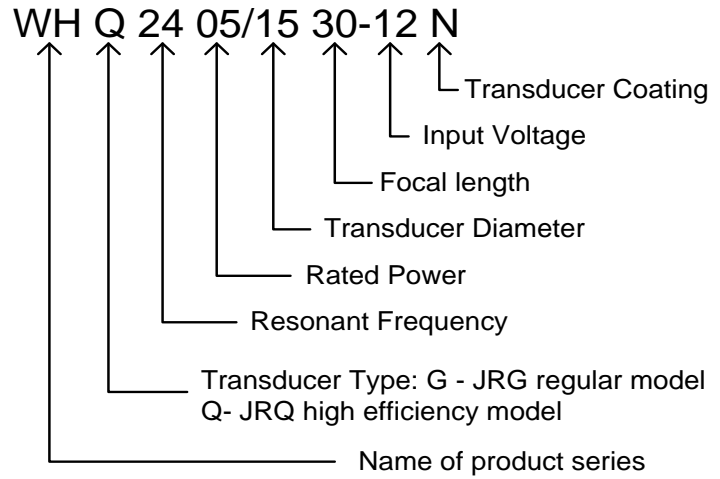 WH Q 24 05/15 30-12 N
Transducer Coating
Input Voltage
Focal length
Transducer Diameter
Rated Power
Resonant Frequency
Transducer Type: G - JRG regular model
Q- JRQ high efficiency model
Name of product series